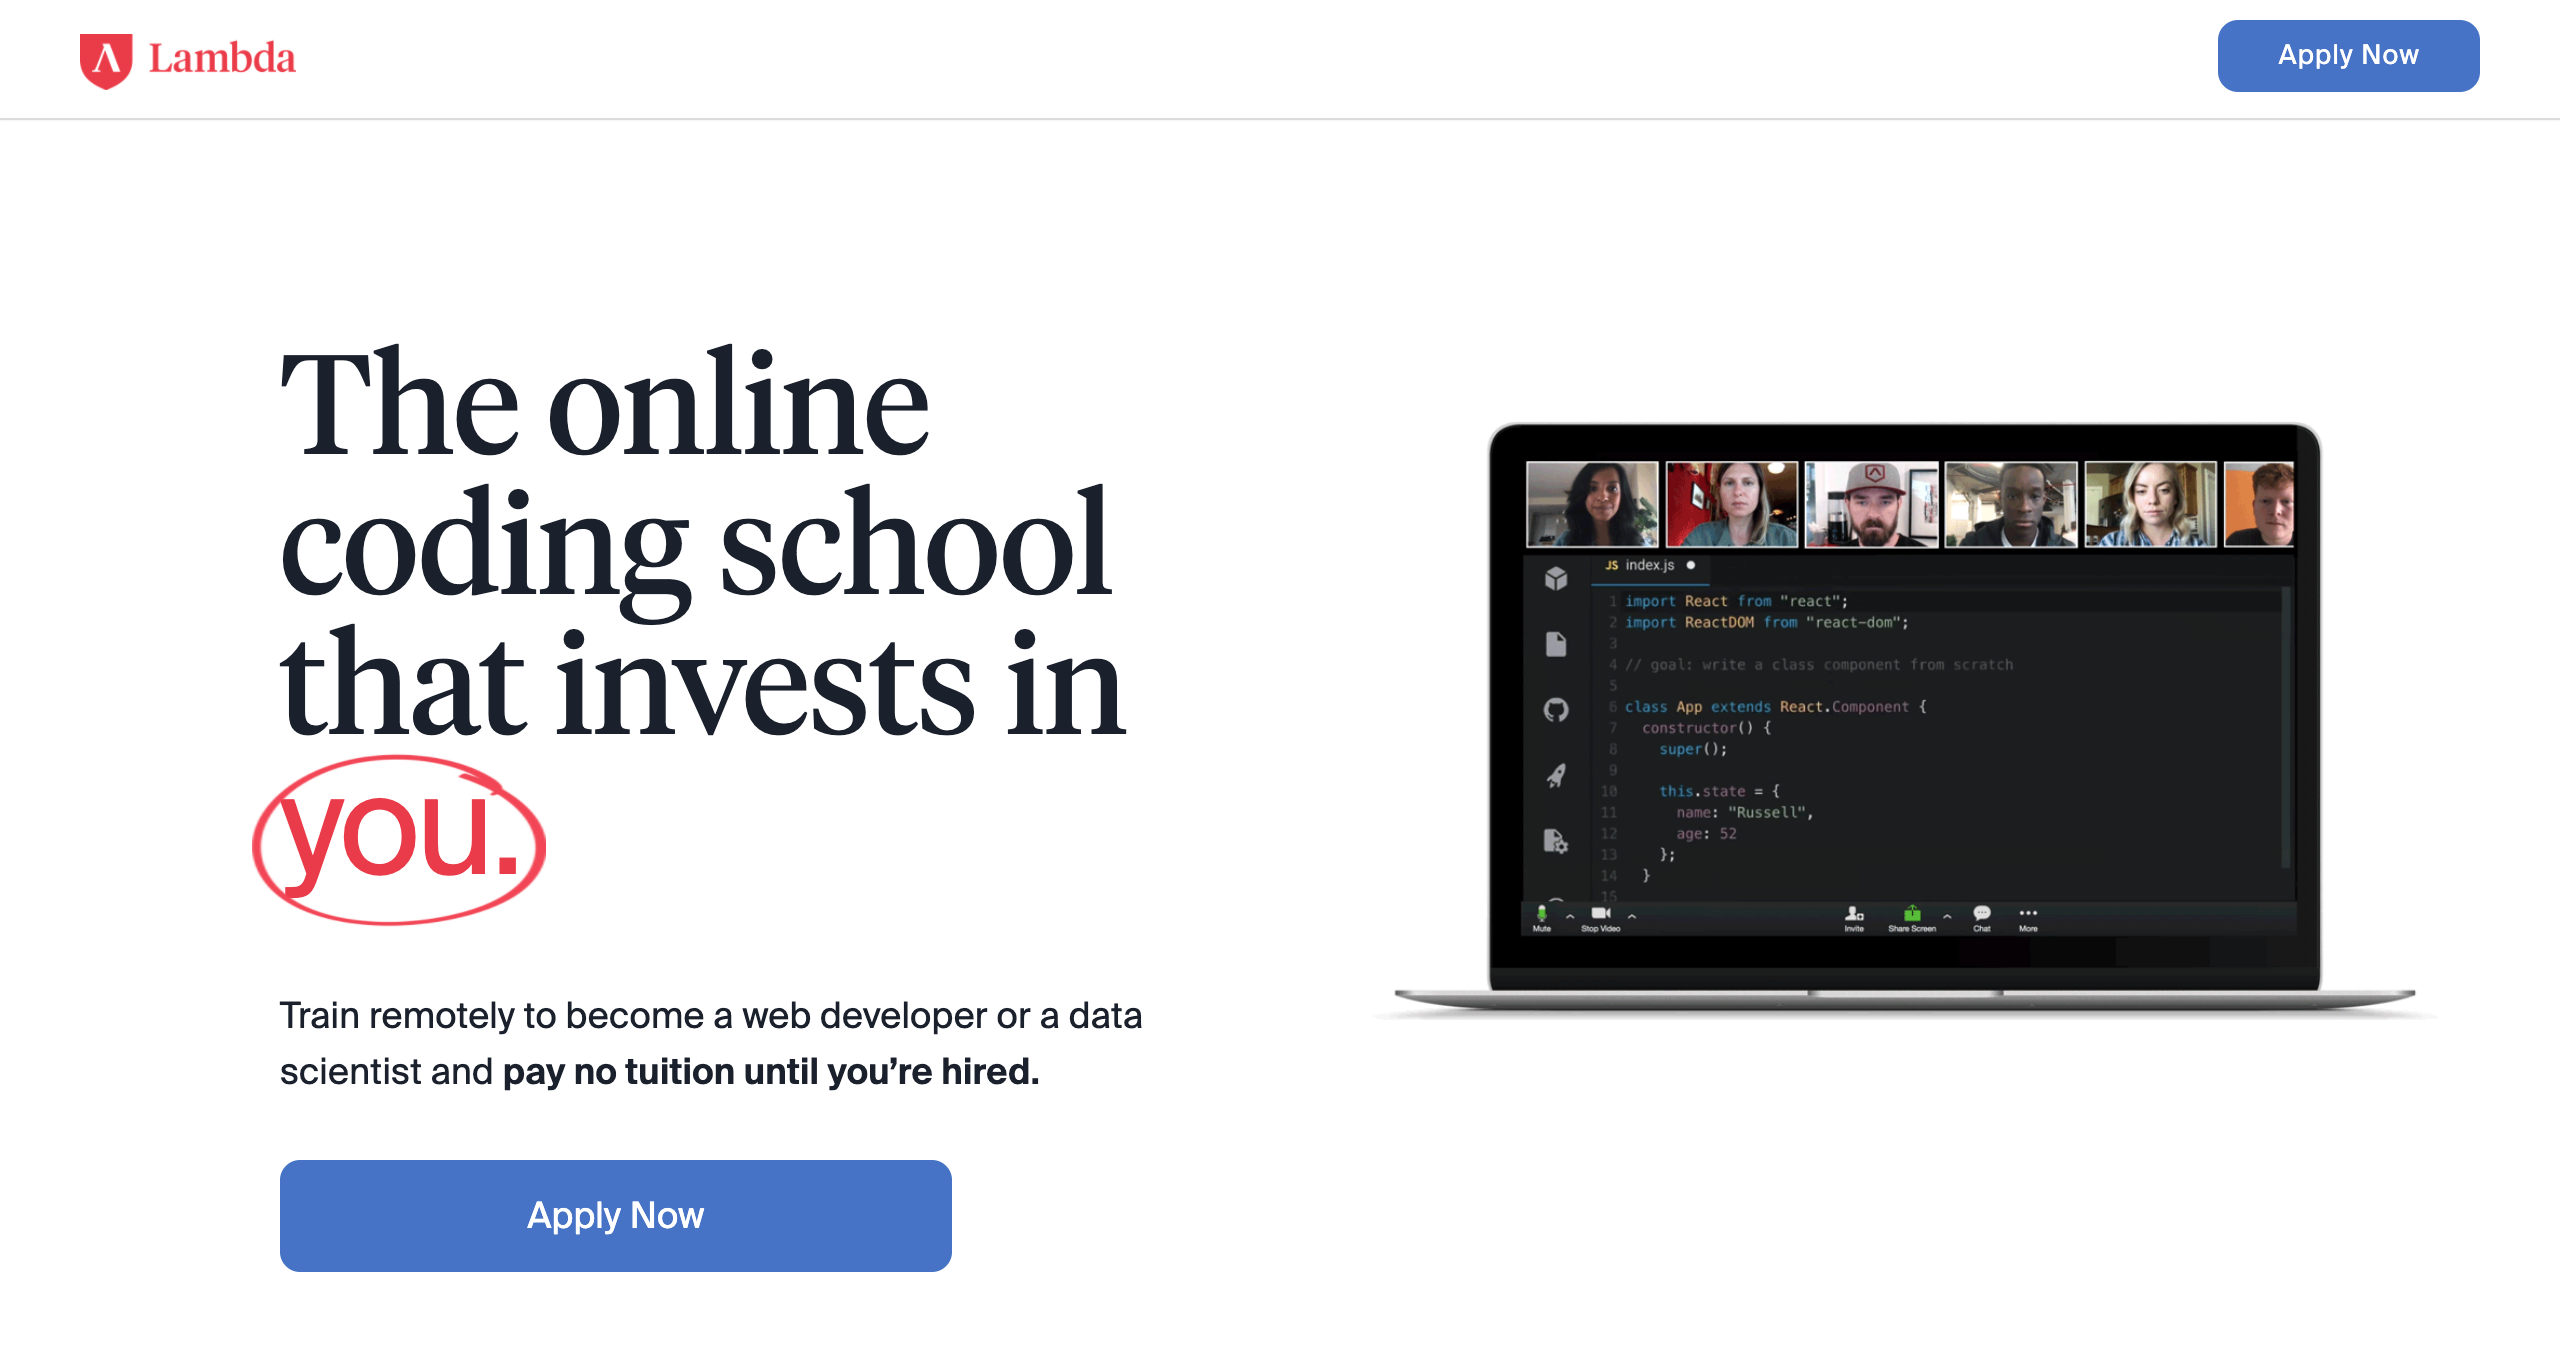 Lambda
Apply Now
The online
coding school
that invests in
you.
Train remotely to become a web developer or a data
scientist and pay no tuition until you’re hired.
Apply Now
JS index.js
1 import React from "react";
2 import ReactDOM from "react-dom";
3
4 // goal: write a class component from scratch
5
6 class App extends React.Component {
7 constructor() {
8 super();
9
10 this.state = {
11 name: "Russell",
12 age: 52
13 };
14 }
15
Mute Stop Video Invite Share Screen Chat More